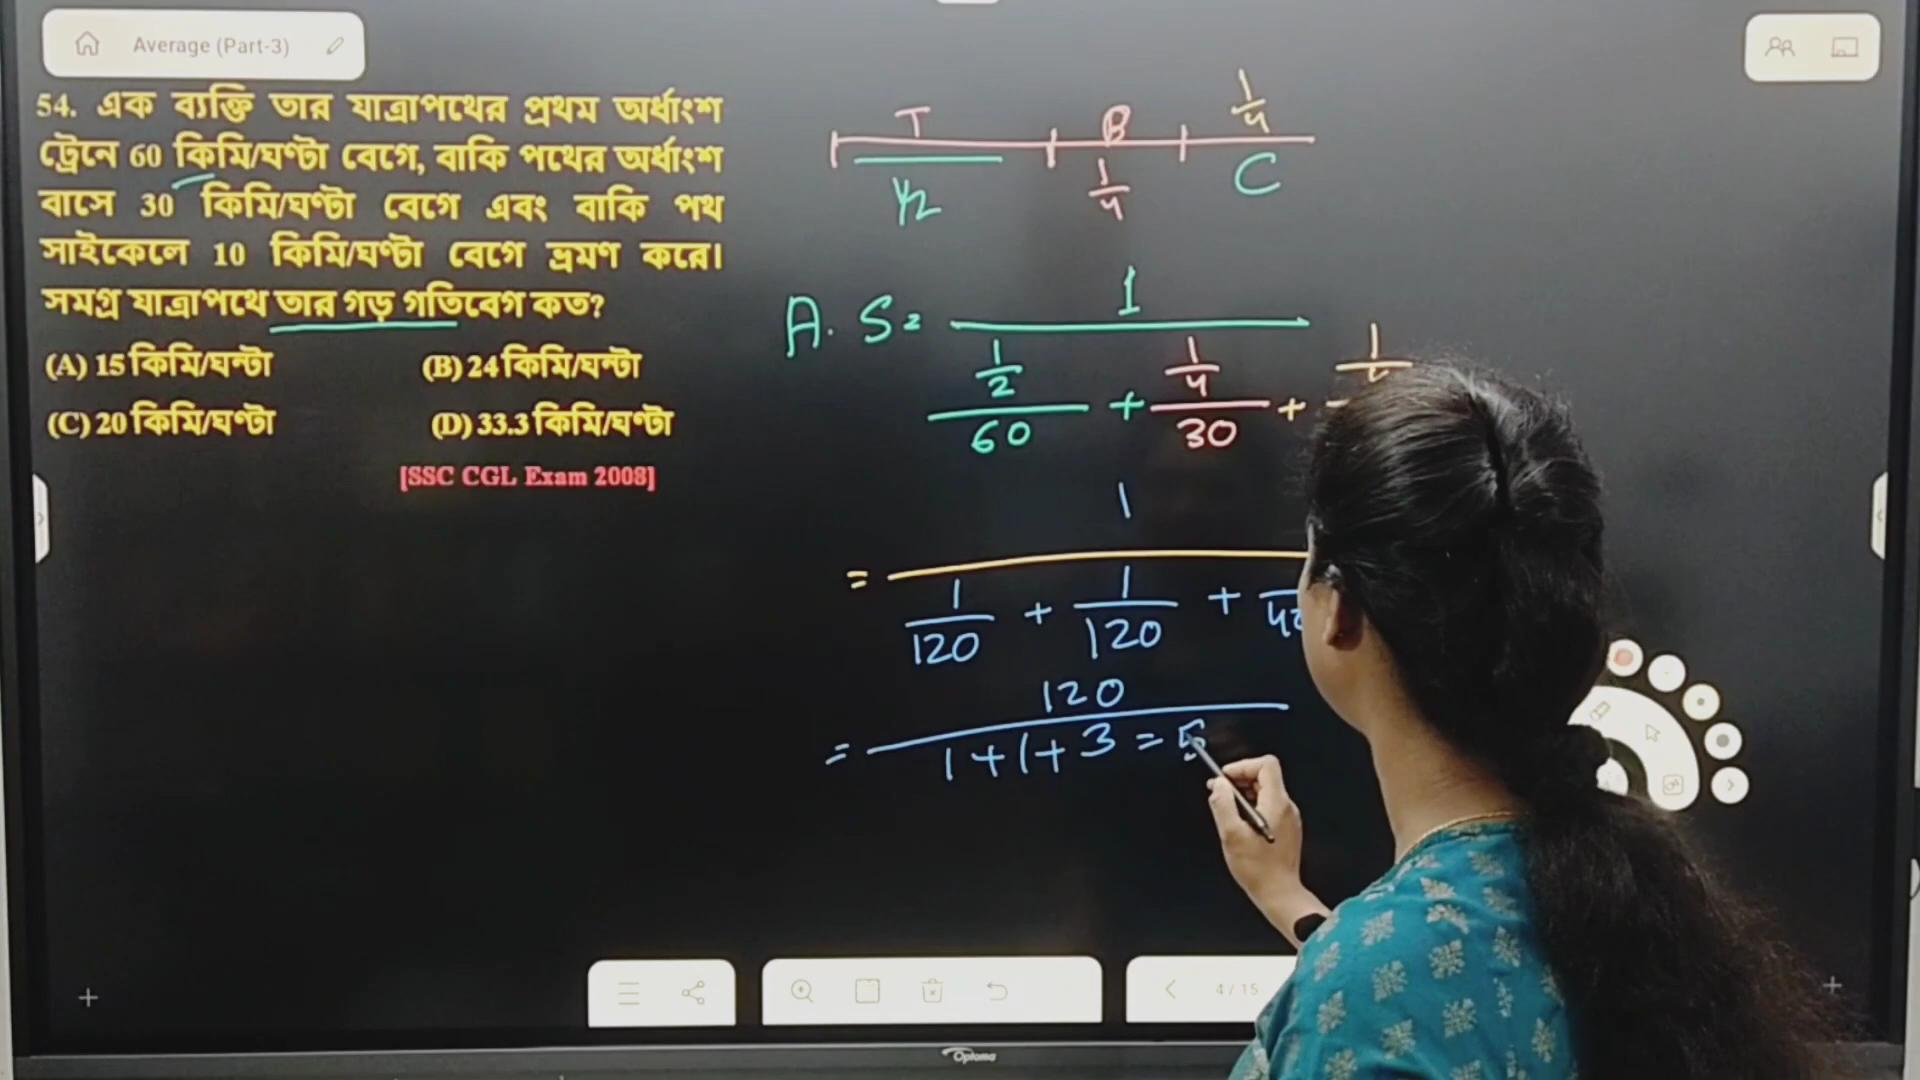 Average (Part-3)
54. এক ব্যক্তি তার যাত্রাপথের প্রথম অর্ধাংশ
ট্রেনে 60 কিমি/ঘণ্টা বেগে, বাকি পথের অর্ধাংশ
বাসে 30 কিমি/ঘণ্টা বেগে এবং বাকি পথ
সাইকেলে 10 কিমি/ঘণ্টা বেগে ভ্রমণ করে।
সমগ্র যাত্রাপথে তার গড় গতিবেগ কত?
(A) 15 কিমি/ঘন্টা (B) 24 কিমি/ঘন্টা
(C) 20 কিমি/ঘণ্টা (D) 33.3 কিমি/ঘণ্টা
[SSC CGL Exam 2008]
T B 1/4
1/2 1/4 C
1
A. S =
1/2 1/4 1
60 + 30 +
1
=
1/120 + 1/120 +
120
= 1+1+3 = 5
4 / 15
Optoma